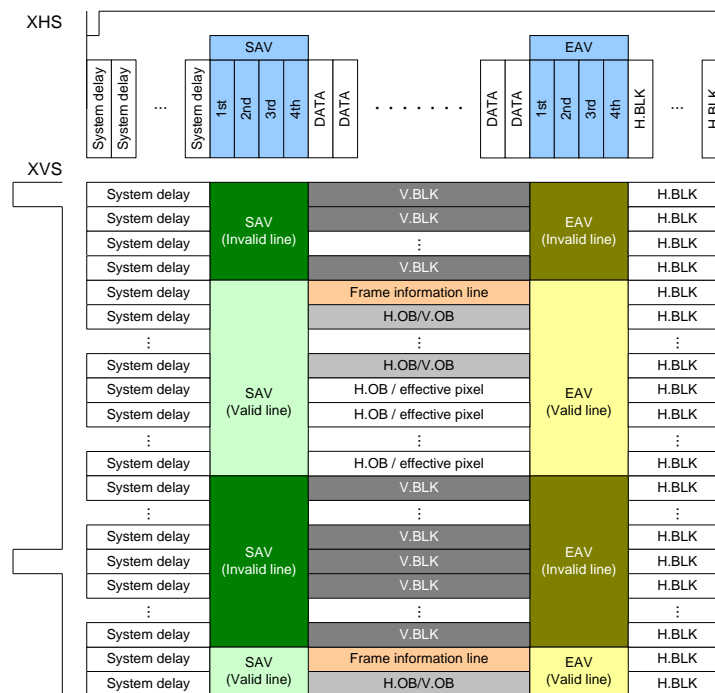 XHS
SAV
EAV
System delay
System delay
...
System delay
1st
2nd
3rd
4th
DATA
DATA
. . . . . . .
DATA
DATA
1st
2nd
3rd
4th
H.BLK
...
H.BLK
XVS
System delay V.BLK H.BLK
System delay SAV V.BLK EAV H.BLK
System delay (Invalid line) ⋮ (Invalid line) H.BLK
System delay V.BLK H.BLK
System delay Frame information line H.BLK
System delay H.OB/V.OB H.BLK
⋮ ⋮ ⋮
System delay H.OB/V.OB H.BLK
System delay SAV H.OB / effective pixel EAV H.BLK
System delay (Valid line) H.OB / effective pixel (Valid line) H.BLK
⋮ ⋮ ⋮
System delay H.OB / effective pixel H.BLK
System delay V.BLK H.BLK
⋮ ⋮ ⋮
System delay V.BLK H.BLK
System delay SAV V.BLK EAV H.BLK
System delay (Invalid line) V.BLK (Invalid line) H.BLK
⋮ ⋮ ⋮
System delay V.BLK H.BLK
System delay SAV Frame information line EAV H.BLK
System delay (Valid line) H.OB/V.OB (Valid line) H.BLK